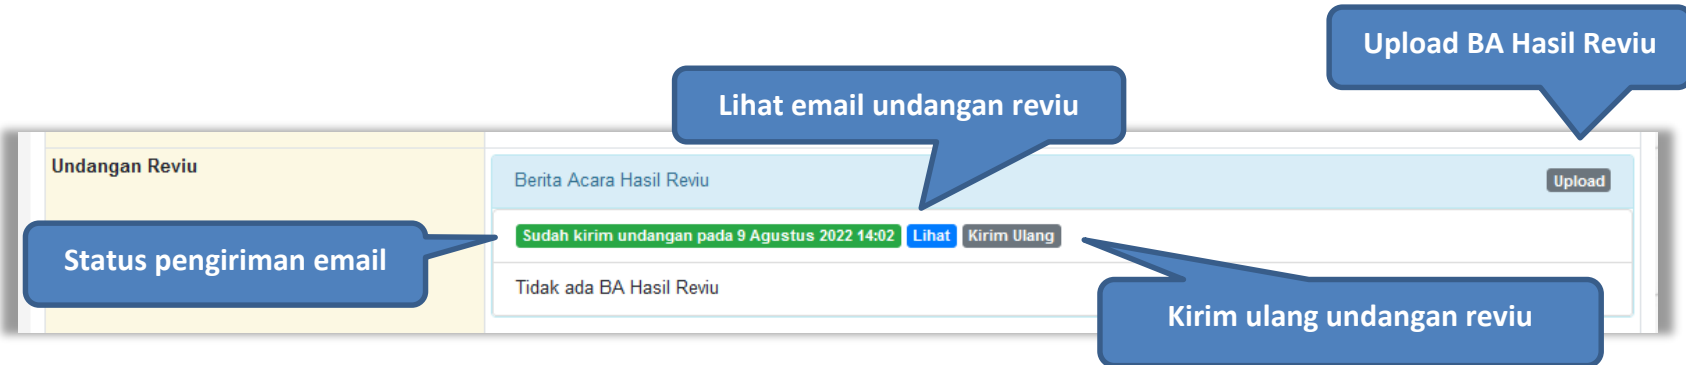 Upload BA Hasil Reviu
Lihat email undangan reviu
Undangan Reviu
Berita Acara Hasil Reviu
Upload
Sudah kirim undangan pada 9 Agustus 2022 14:02 Lihat Kirim Ulang
Status pengiriman email
Tidak ada BA Hasil Reviu
Kirim ulang undangan reviu